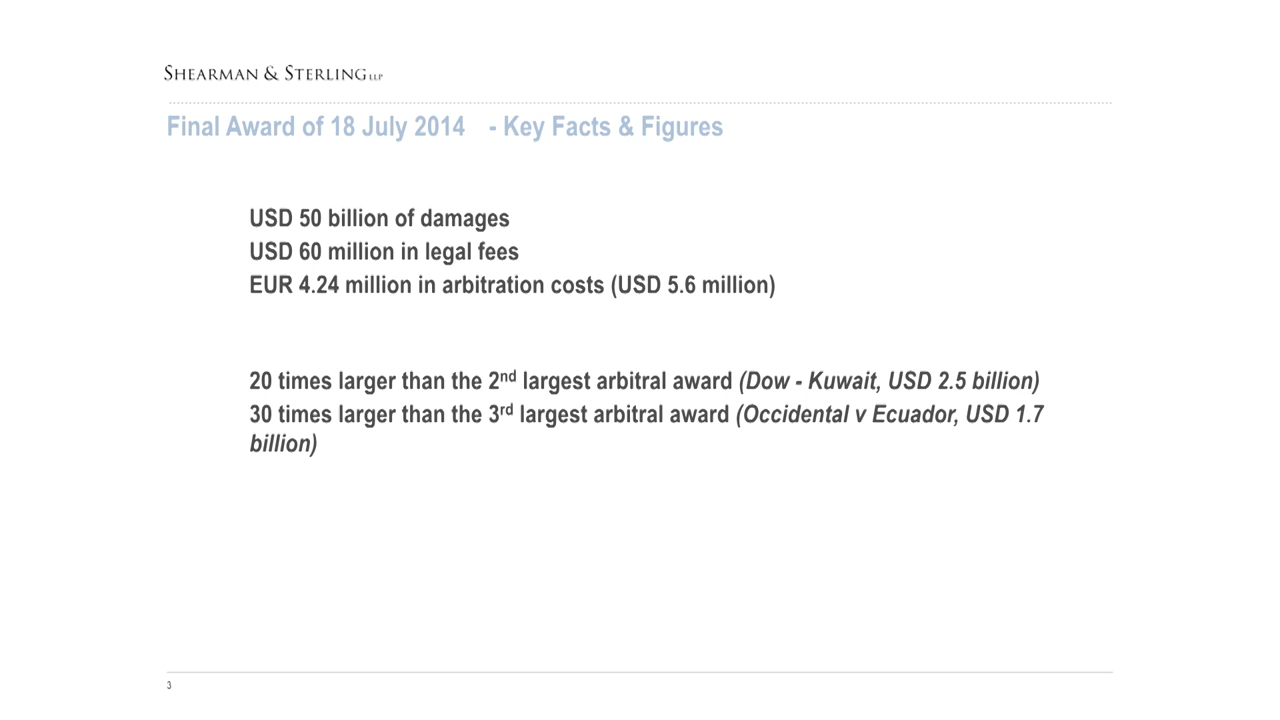 SHEARMAN & STERLING LLP
Final Award of 18 July 2014 - Key Facts & Figures
USD 50 billion of damages
USD 60 million in legal fees
EUR 4.24 million in arbitration costs (USD 5.6 million)
20 times larger than the 2nd largest arbitral award (Dow - Kuwait, USD 2.5 billion)
30 times larger than the 3rd largest arbitral award (Occidental v Ecuador, USD 1.7
billion)
3